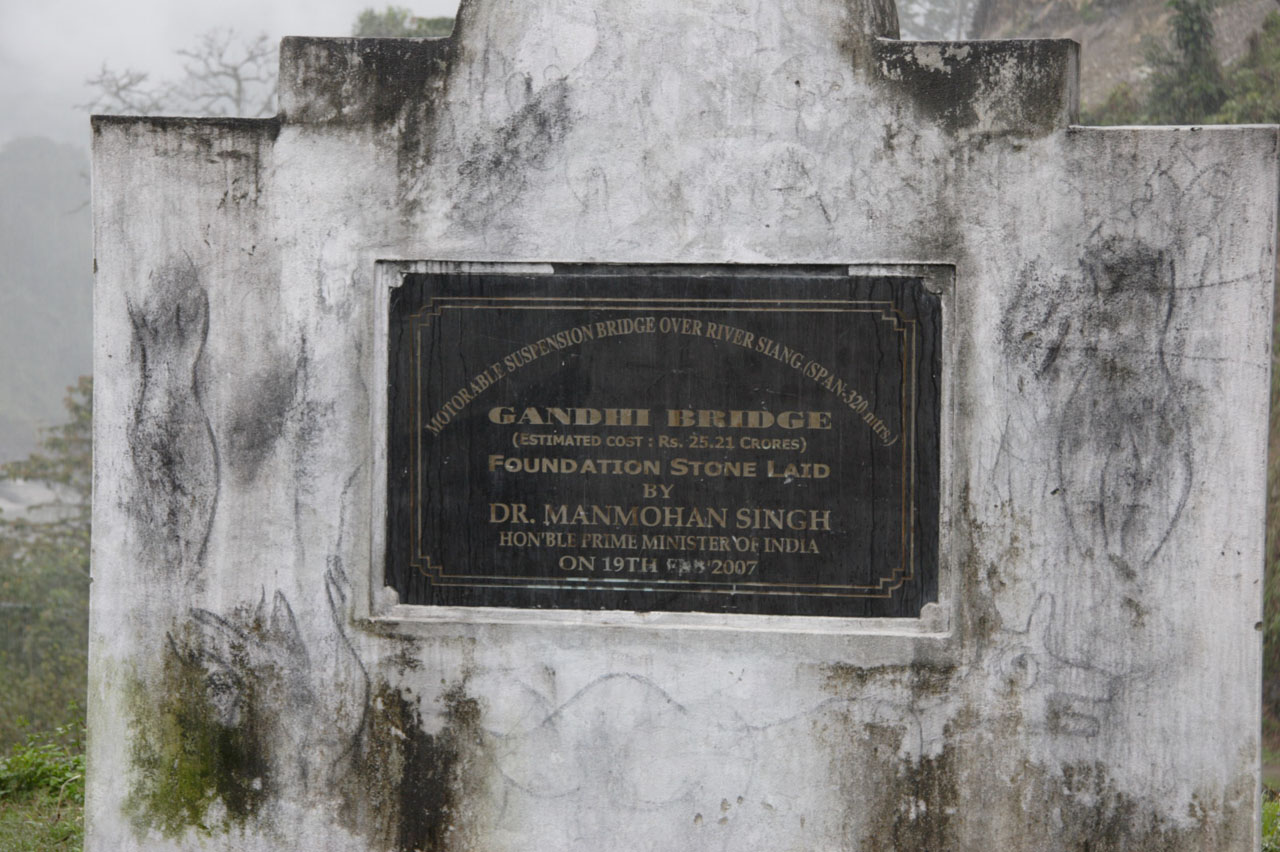 MOTORABLE SUSPENSION BRIDGE OVER RIVER SIANG (SPAN-320 mtrs)
GANDHI BRIDGE
(ESTIMATED COST : RS. 25.21 CRORES)
FOUNDATION STONE LAID
BY
DR. MANMOHAN SINGH
HON'BLE PRIME MINISTER OF INDIA
ON 19TH FEB 2007